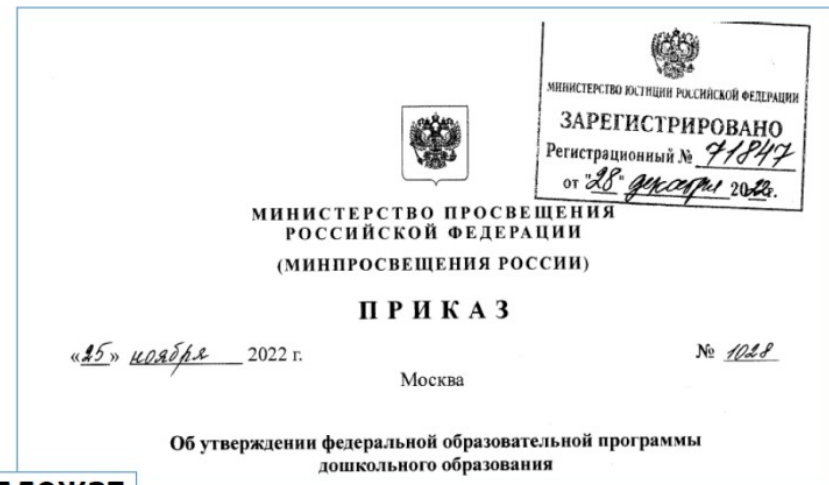 МИНИСТЕРСТВО ЮСТИЦИИ РОССИЙСКОЙ ФЕДЕРАЦИИ
ЗАРЕГИСТРИРОВАНО
Регистрационный № 71847
от "28" декабря 2022г.
МИНИСТЕРСТВО ПРОСВЕЩЕНИЯ
РОССИЙСКОЙ ФЕДЕРАЦИИ
(МИНПРОСВЕЩЕНИЯ РОССИИ)
ПРИКАЗ
«25» ноября 2022 г.
№ 1028
Москва
Об утверждении федеральной образовательной программы
дошкольного образования